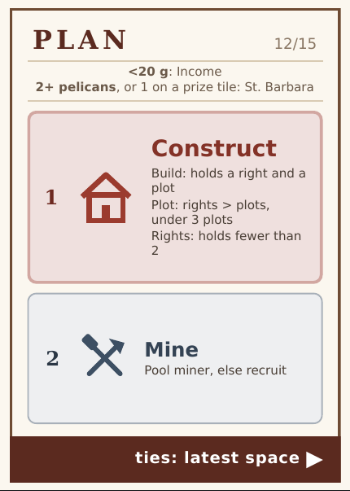 PLAN 12/15
<20 g: Income
2+ pelicans, or 1 on a prize tile: St. Barbara
1
Construct
Build: holds a right and a
plot
Plot: rights > plots,
under 3 plots
Rights: holds fewer than
2
2
Mine
Pool miner, else recruit
ties: latest space ▶